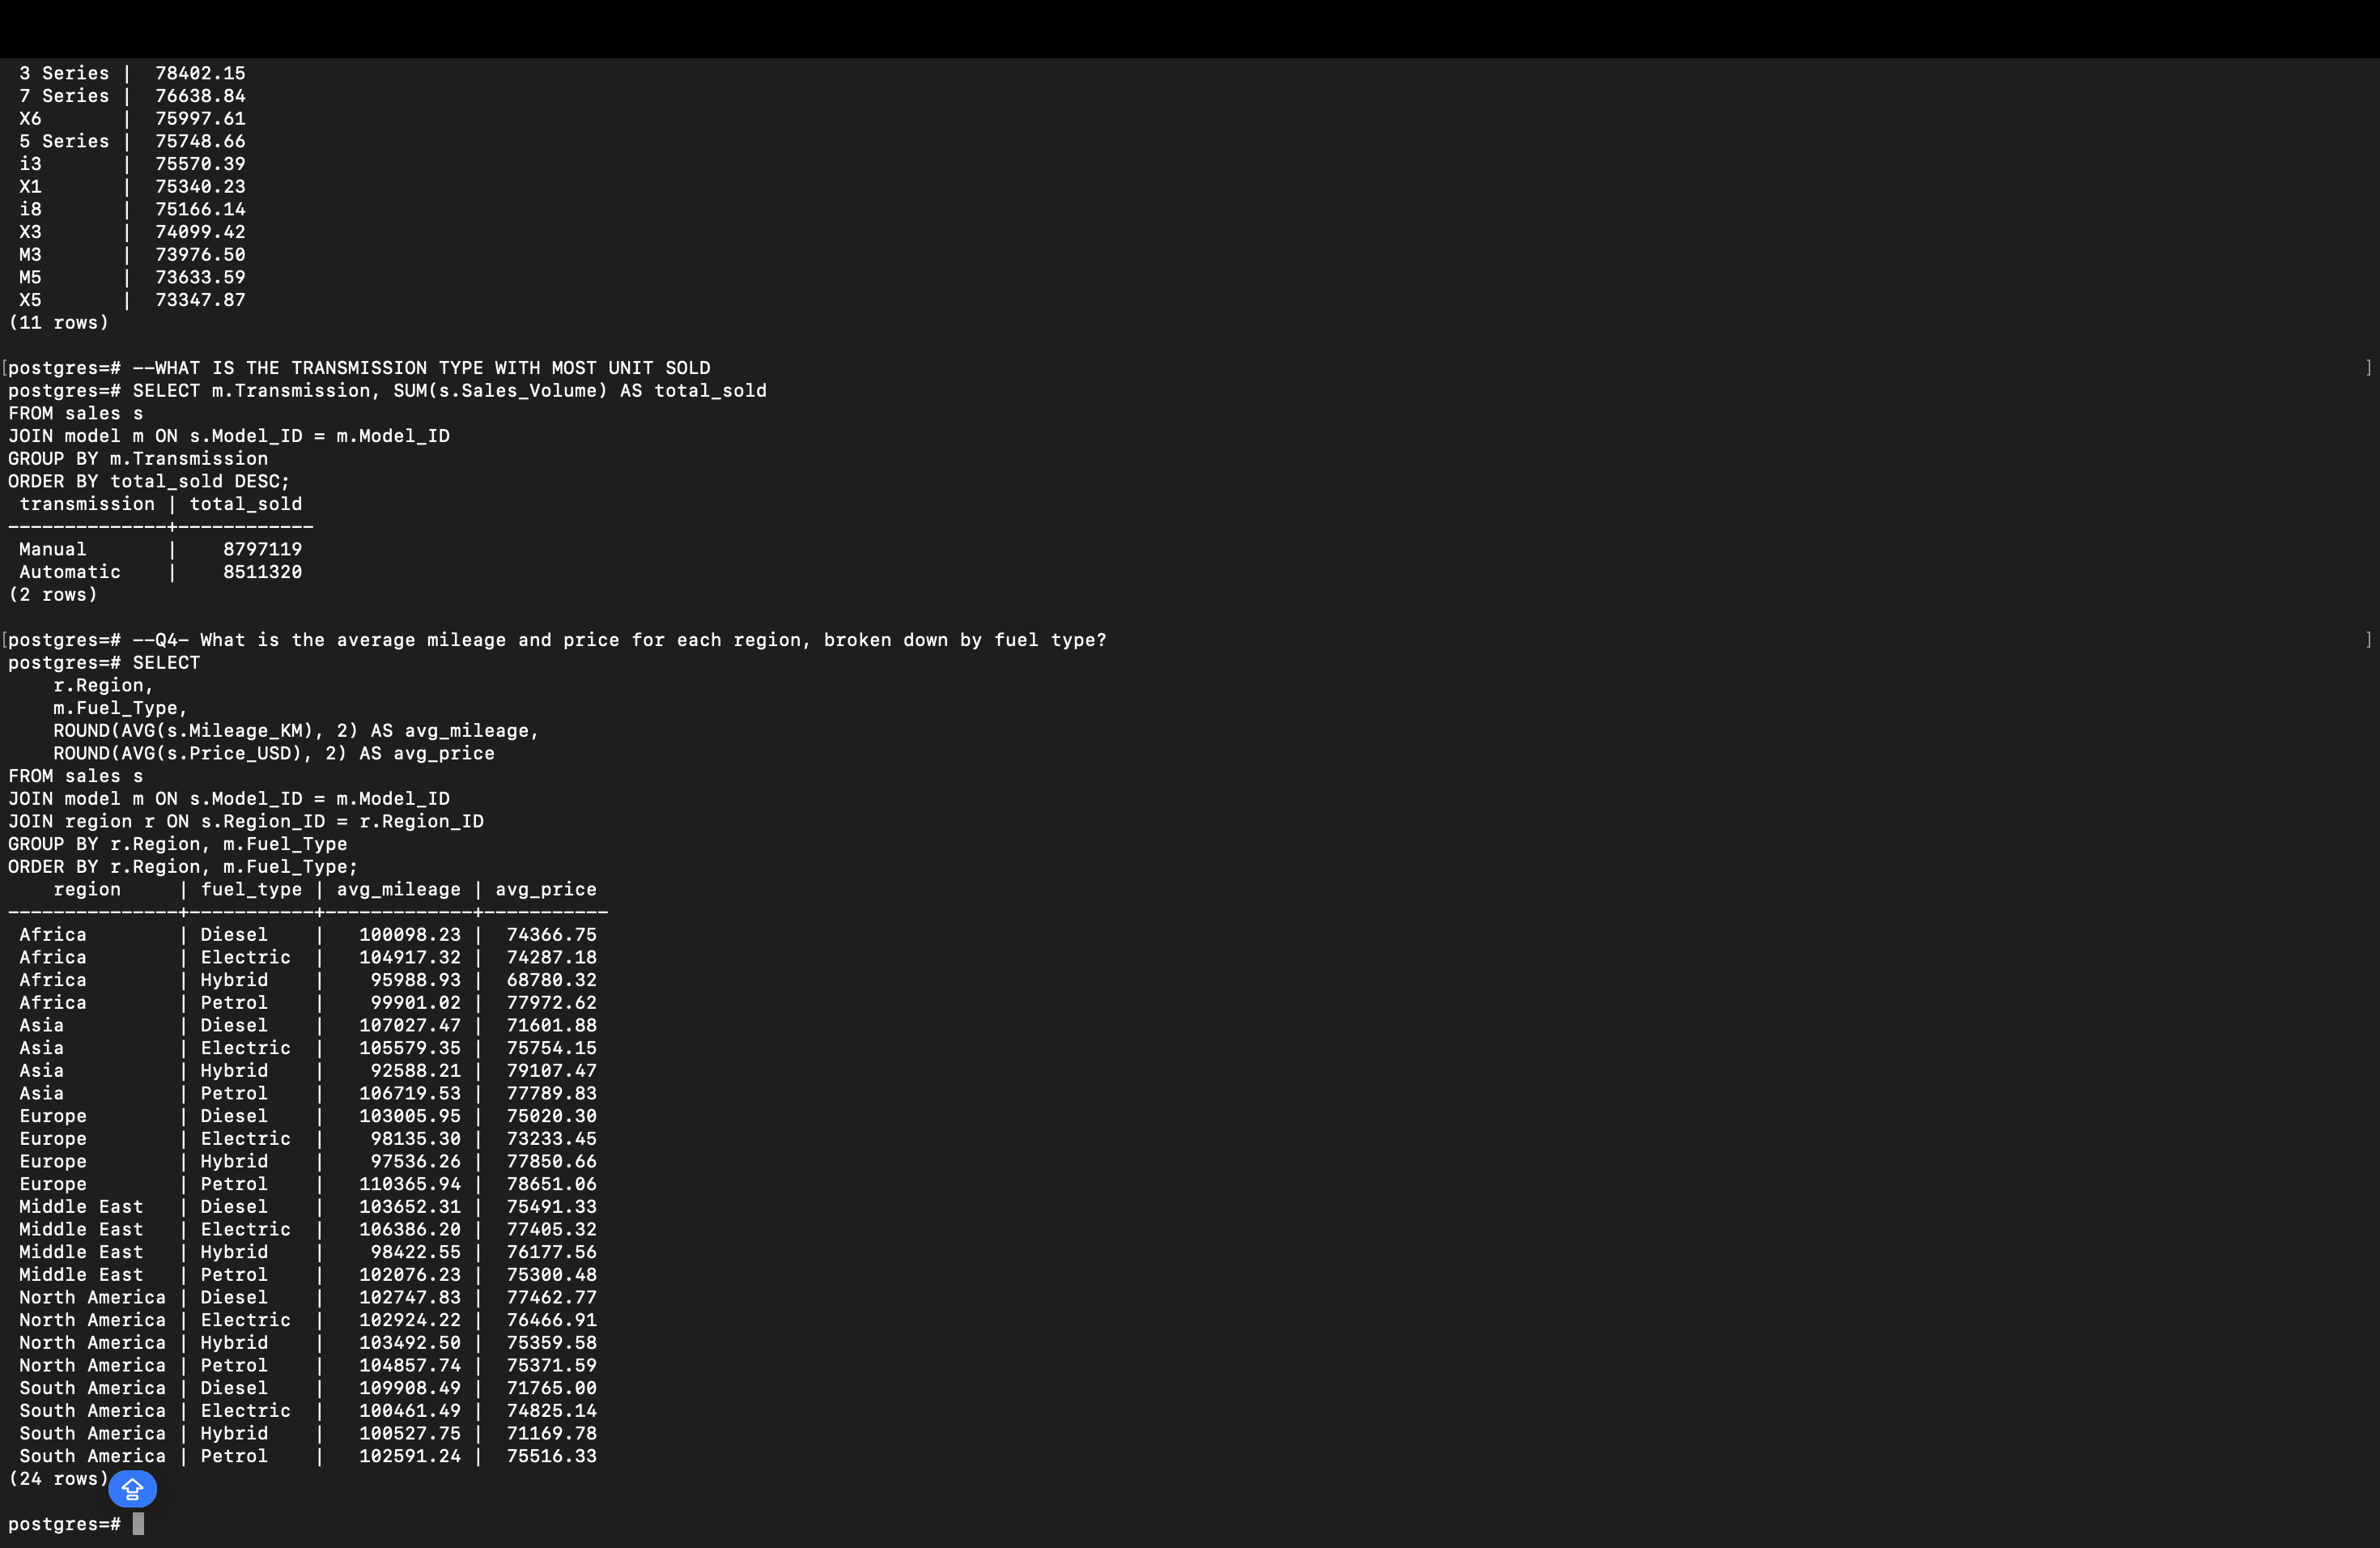 3 Series |  78402.15
7 Series |  76638.84
X6       |  75997.61
5 Series |  75748.66
i3       |  75570.39
X1       |  75340.23
i8       |  75166.14
X3       |  74099.42
M3       |  73976.50
M5       |  73633.59
X5       |  73347.87
(11 rows)
[postgres=# --WHAT IS THE TRANSMISSION TYPE WITH MOST UNIT SOLD ]
postgres=# SELECT m.Transmission, SUM(s.Sales_Volume) AS total_sold
FROM sales s
JOIN model m ON s.Model_ID = m.Model_ID
GROUP BY m.Transmission
ORDER BY total_sold DESC;
 transmission | total_sold
--------------+------------
 Manual       |    8797119
 Automatic    |    8511320
(2 rows)
[postgres=# --Q4- What is the average mileage and price for each region, broken down by fuel type? ]
postgres=# SELECT
    r.Region,
    m.Fuel_Type,
    ROUND(AVG(s.Mileage_KM), 2) AS avg_mileage,
    ROUND(AVG(s.Price_USD), 2) AS avg_price
FROM sales s
JOIN model m ON s.Model_ID = m.Model_ID
JOIN region r ON s.Region_ID = r.Region_ID
GROUP BY r.Region, m.Fuel_Type
ORDER BY r.Region, m.Fuel_Type;
    region     | fuel_type | avg_mileage | avg_price
---------------+-----------+-------------+-----------
 Africa        | Diesel    |   100098.23 |  74366.75
 Africa        | Electric  |   104917.32 |  74287.18
 Africa        | Hybrid    |    95988.93 |  68780.32
 Africa        | Petrol    |    99901.02 |  77972.62
 Asia          | Diesel    |   107027.47 |  71601.88
 Asia          | Electric  |   105579.35 |  75754.15
 Asia          | Hybrid    |    92588.21 |  79107.47
 Asia          | Petrol    |   106719.53 |  77789.83
 Europe        | Diesel    |   103005.95 |  75020.30
 Europe        | Electric  |    98135.30 |  73233.45
 Europe        | Hybrid    |    97536.26 |  77850.66
 Europe        | Petrol    |   110365.94 |  78651.06
 Middle East   | Diesel    |   103652.31 |  75491.33
 Middle East   | Electric  |   106386.20 |  77405.32
 Middle East   | Hybrid    |    98422.55 |  76177.56
 Middle East   | Petrol    |   102076.23 |  75300.48
 North America | Diesel    |   102747.83 |  77462.77
 North America | Electric  |   102924.22 |  76466.91
 North America | Hybrid    |   103492.50 |  75359.58
 North America | Petrol    |   104857.74 |  75371.59
 South America | Diesel    |   109908.49 |  71765.00
 South America | Electric  |   100461.49 |  74825.14
 South America | Hybrid    |   100527.75 |  71169.78
 South America | Petrol    |   102591.24 |  75516.33
(24 rows)
postgres=#